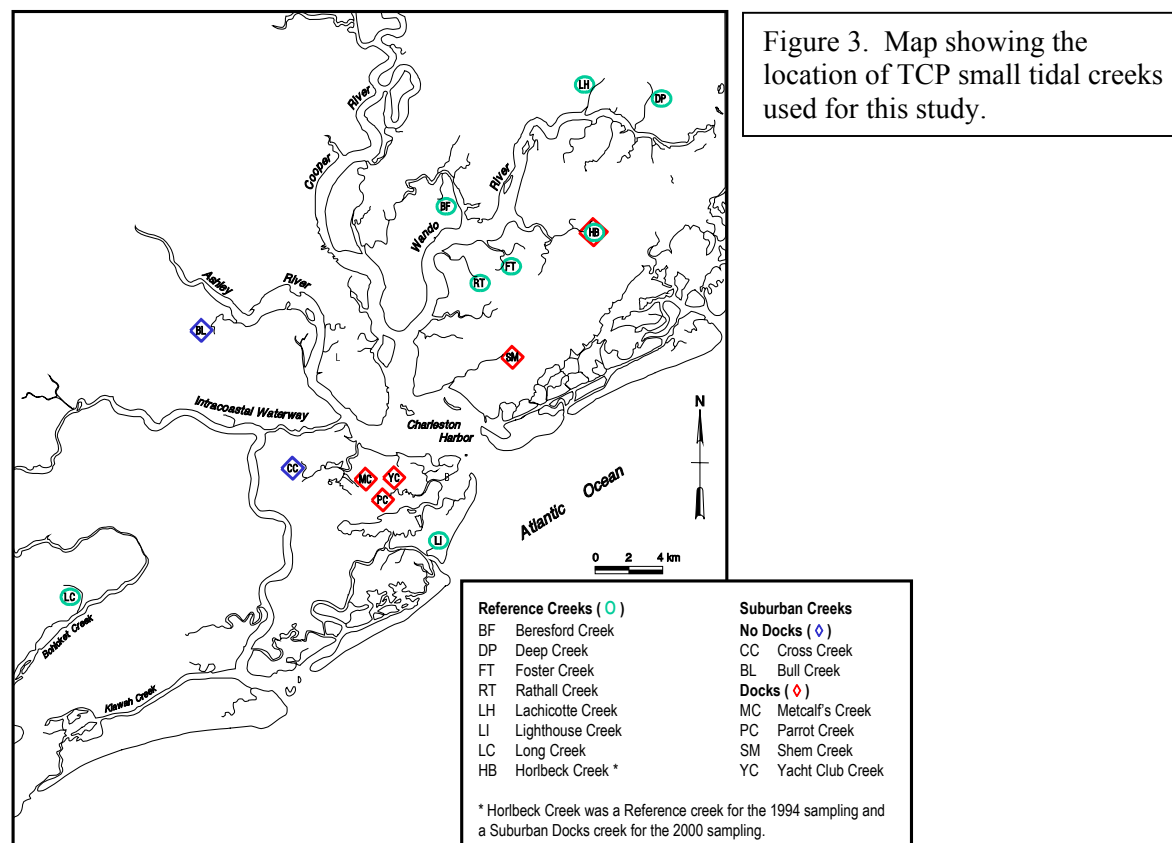 Figure 3. Map showing the
location of TCP small tidal creeks
used for this study.
LH
DP
River
Cooper
River
BF
Wando
HB
FT
RT
Ashley
River
BL
SM
Intracoastal Waterway
Charleston
Harbor
N
CC
MC
YC
PC
Atlantic Ocean
LI
0 2 4 km
LC
Bohicket Creek
Kiawah Creek
Reference Creeks ( O )
BF Beresford Creek
DP Deep Creek
FT Foster Creek
RT Rathall Creek
LH Lachicotte Creek
LI Lighthouse Creek
LC Long Creek
HB Horlbeck Creek *
Suburban Creeks
No Docks ( ◊ )
CC Cross Creek
BL Bull Creek
Docks ( ◊ )
MC Metcalf's Creek
PC Parrot Creek
SM Shem Creek
YC Yacht Club Creek
* Horlbeck Creek was a Reference creek for the 1994 sampling and
a Suburban Docks creek for the 2000 sampling.